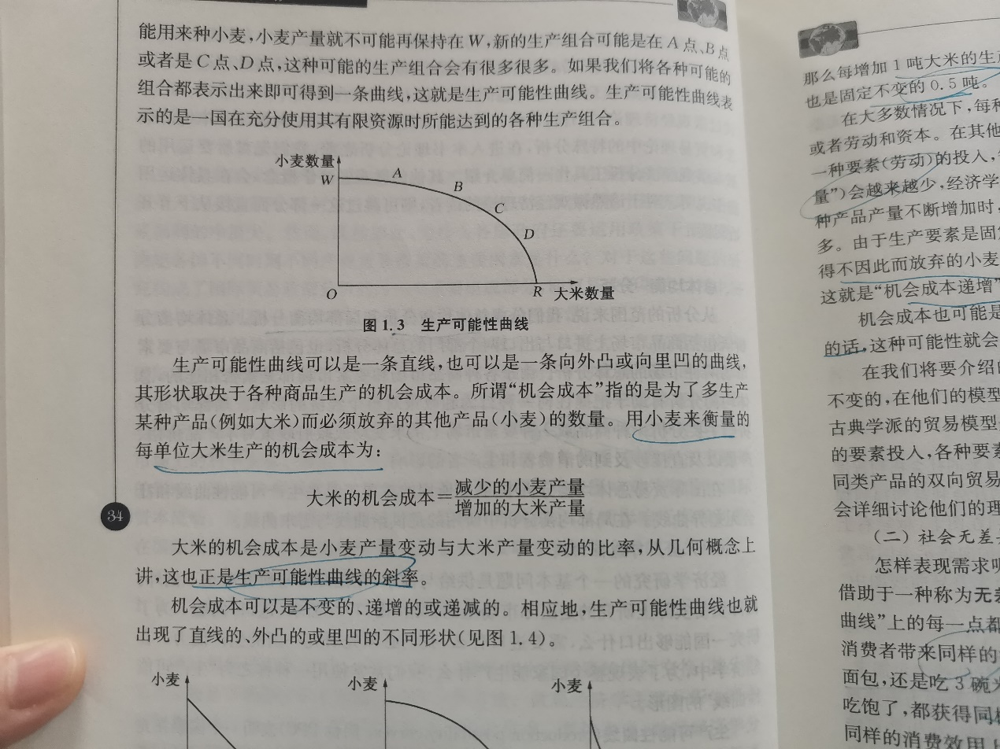 能用来种小麦,小麦产量就不可能再保持在W,新的生产组合可能是在A点、B点
或者是C点、D点,这种可能的生产组合会有很多很多。如果我们将各种可能的
组合都表示出来即可得到一条曲线,这就是生产可能性曲线。生产可能性曲线表
示的是一国在充分使用其有限资源时所能达到的各种生产组合。
小麦数量
W
A
B
C
D
O
R 大米数量
图1.3 生产可能性曲线
生产可能性曲线可以是一条直线,也可以是一条向外凸或向里凹的曲线,
其形状取决于各种商品生产的机会成本。所谓“机会成本”指的是为了多生产
某种产品(例如大米)而必须放弃的其他产品(小麦)的数量。用小麦来衡量的
每单位大米生产的机会成本为:
大米的机会成本=减少的小麦产量
增加的大米产量
34
大米的机会成本是小麦产量变动与大米产量变动的比率,从几何概念上
讲,这也正是生产可能性曲线的斜率。
机会成本可以是不变的、递增的或递减的。相应地,生产可能性曲线也就
出现了直线的、外凸的或里凹的不同形状(见图1.4)。
小麦
小麦
小麦
那么每增加1吨大米的生
也是固定不变的0.5吨。
在大多数情况下,每种
或者劳动和资本。在其他
一种要素(劳动)的投入,
量”)会越来越少,经济学
种产品产量不断增加时,
多。由于生产要素是固
得不因此而放弃的小麦
这就是“机会成本递增”
机会成本也可能是
的话,这种可能性就会
在我们将要介绍的
不变的,在他们的模型
古典学派的贸易模型
的要素投入,各种要素
同类产品的双向贸易
会详细讨论他们的理
(二)社会无差
怎样表现需求呢
借助于一种称为无差
曲线”上的每一点都
消费者带来同样的
面包,还是吃3碗米
吃饱了,都获得同样
同样的消费效用